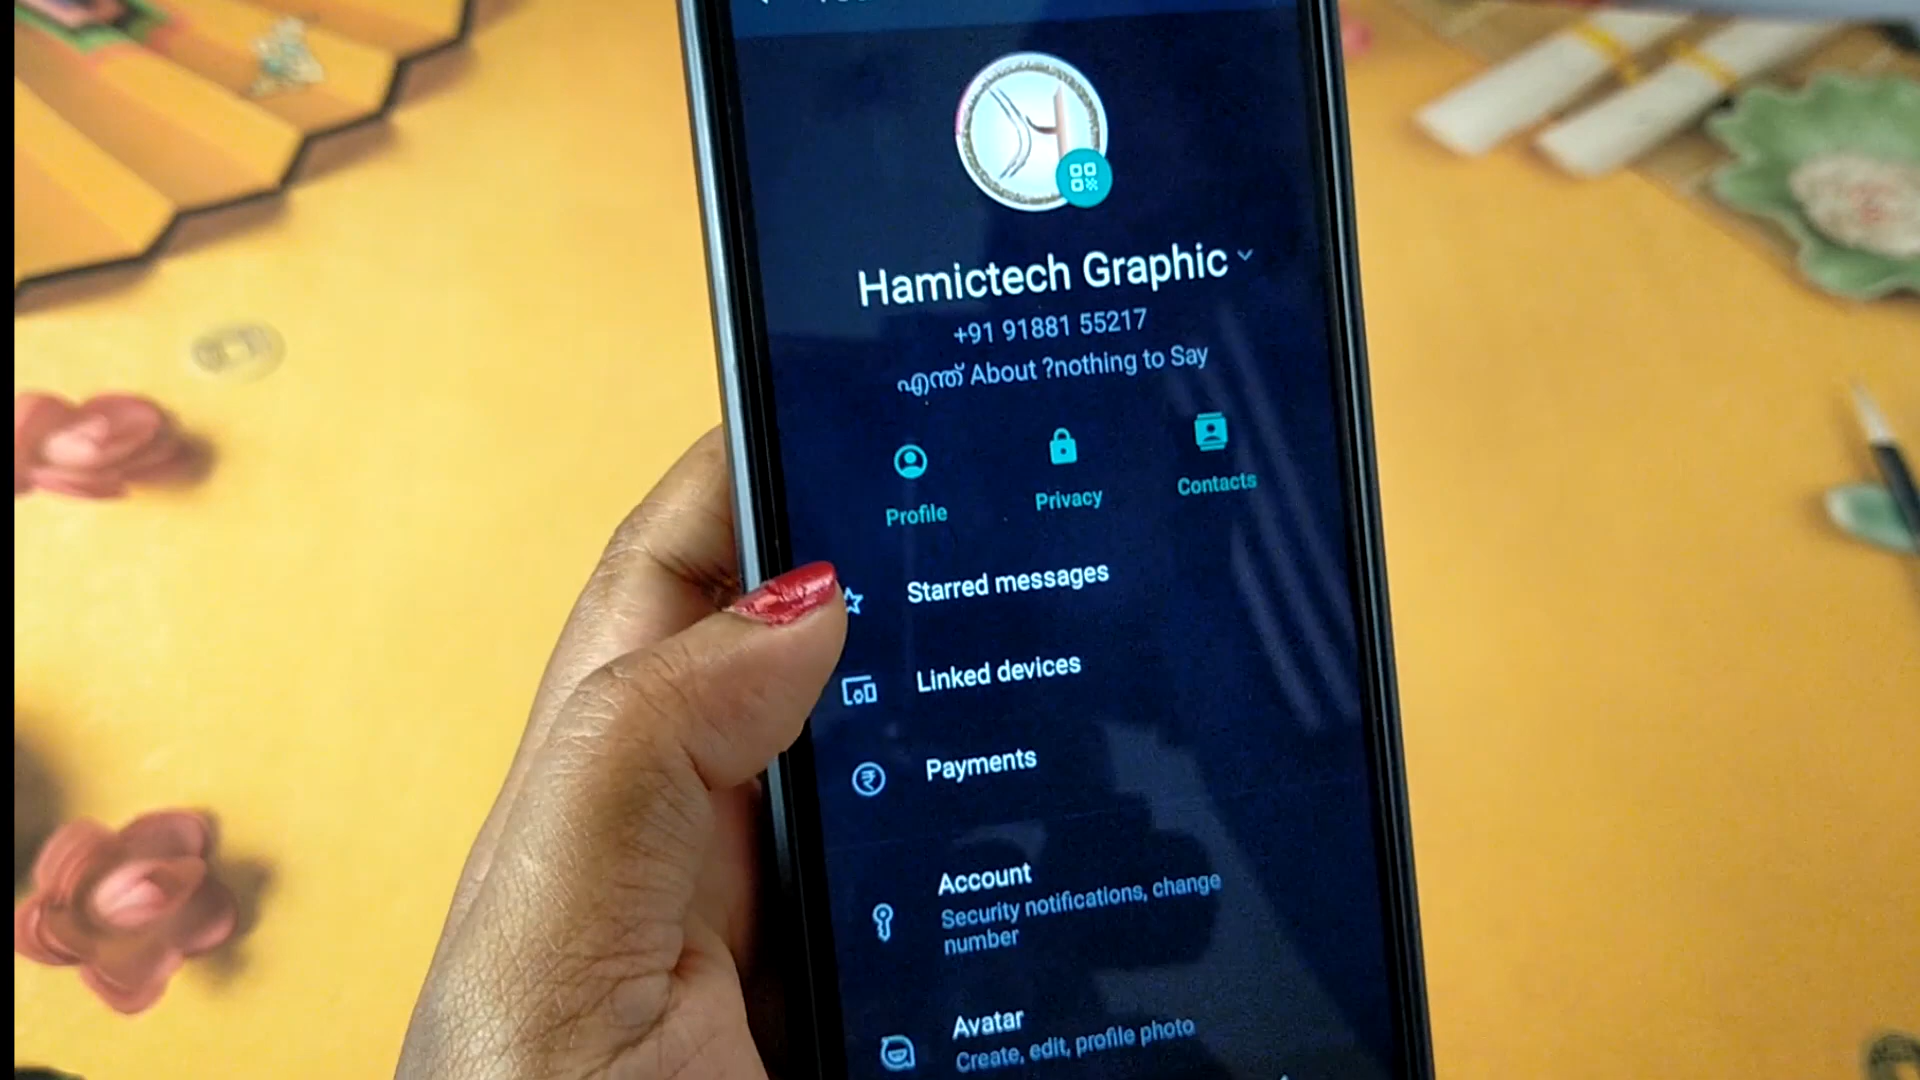 Hamictech Graphic
+91 91881 55217
എന്ത് About ?nothing to Say
Profile
Privacy
Contacts
Starred messages
Linked devices
Payments
Account
Security notifications, change
number
Avatar
Create, edit, profile photo